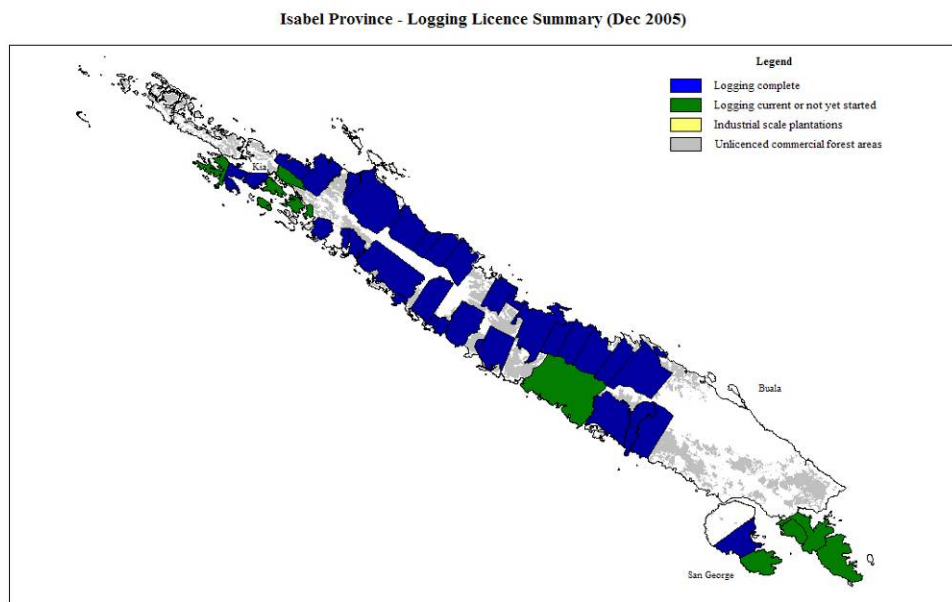 Isabel Province - Logging Licence Summary (Dec 2005)
Legend
Logging complete
Logging current or not yet started
Industrial scale plantations
Unlicenced commercial forest areas
Kia
Buala
San George